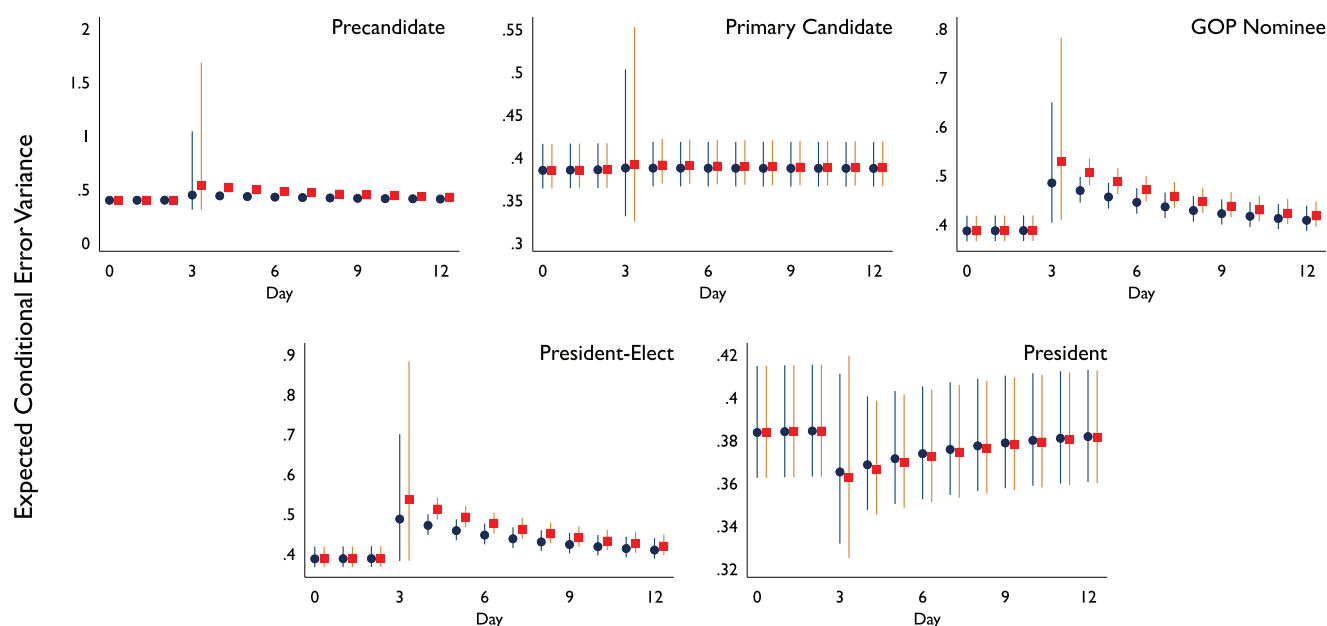 Expected Conditional Error Variance
Precandidate
2
1.5
1
.5
0
0 3 6 9 12
Day
Primary Candidate
.55
.5
.45
.4
.35
.3
0 3 6 9 12
Day
GOP Nominee
.8
.7
.6
.5
.4
0 3 6 9 12
Day
President-Elect
.9
.8
.7
.6
.5
.4
0 3 6 9 12
Day
President
.42
.4
.38
.36
.34
.32
0 3 6 9 12
Day